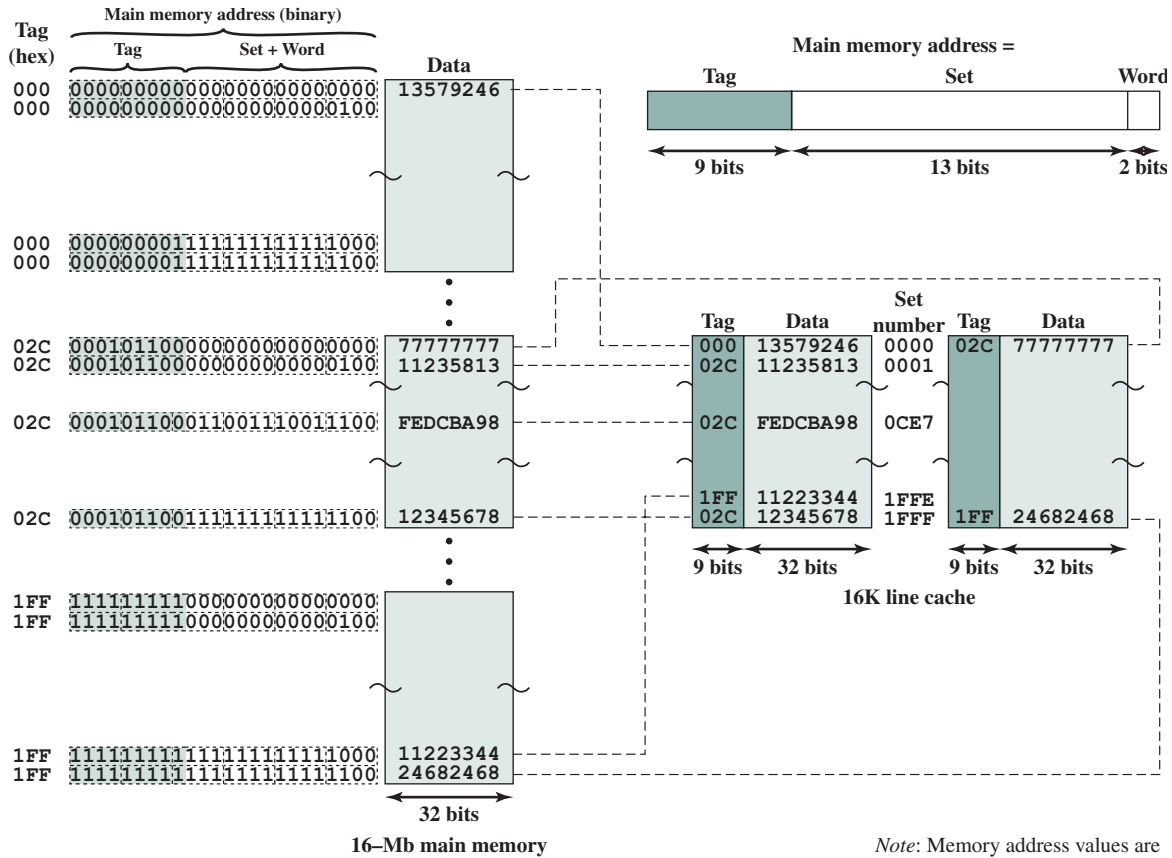 Main memory address (binary)
Tag
(hex)
Tag Set + Word
Data
000 000000000000000000000000 13579246
000 000000000000000000000100
000 000000001111111111111000
000 000000001111111111111100
02C 000101100000000000000000 77777777
02C 000101100000000000000100 11235813
02C 000101100011001110011100 FEDCBA98
02C 000101100111111111111100 12345678
1FF 111111111000000000000000
1FF 111111111000000000000100
1FF 111111111111111111111000 11223344
1FF 111111111111111111111100 24682468
32 bits
16–Mb main memory
Main memory address =
Tag Set Word
9 bits 13 bits 2 bits
Tag Data Set number Tag Data
000 13579246 0000 02C 77777777
02C 11235813 0001
02C FEDCBA98 0CE7
1FF 11223344 1FFE
02C 12345678 1FFF 1FF 24682468
9 bits 32 bits 9 bits 32 bits
16K line cache
Note: Memory address values are